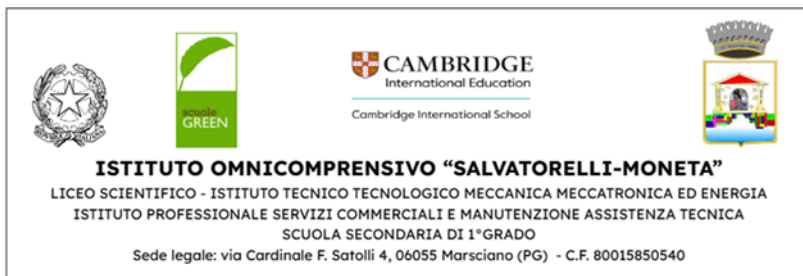 scuole
GREEN
CAMBRIDGE
International Education
Cambridge International School
REPVBBLICA ITALIANA
ISTITUTO OMNICOMPRENSIVO “SALVATORELLI-MONETA”
LICEO SCIENTIFICO - ISTITUTO TECNICO TECNOLOGICO MECCANICA MECCATRONICA ED ENERGIA
ISTITUTO PROFESSIONALE SERVIZI COMMERCIALI E MANUTENZIONE ASSISTENZA TECNICA
SCUOLA SECONDARIA DI 1°GRADO
Sede legale: via Cardinale F. Satolli 4, 06055 Marsciano (PG) - C.F. 80015850540